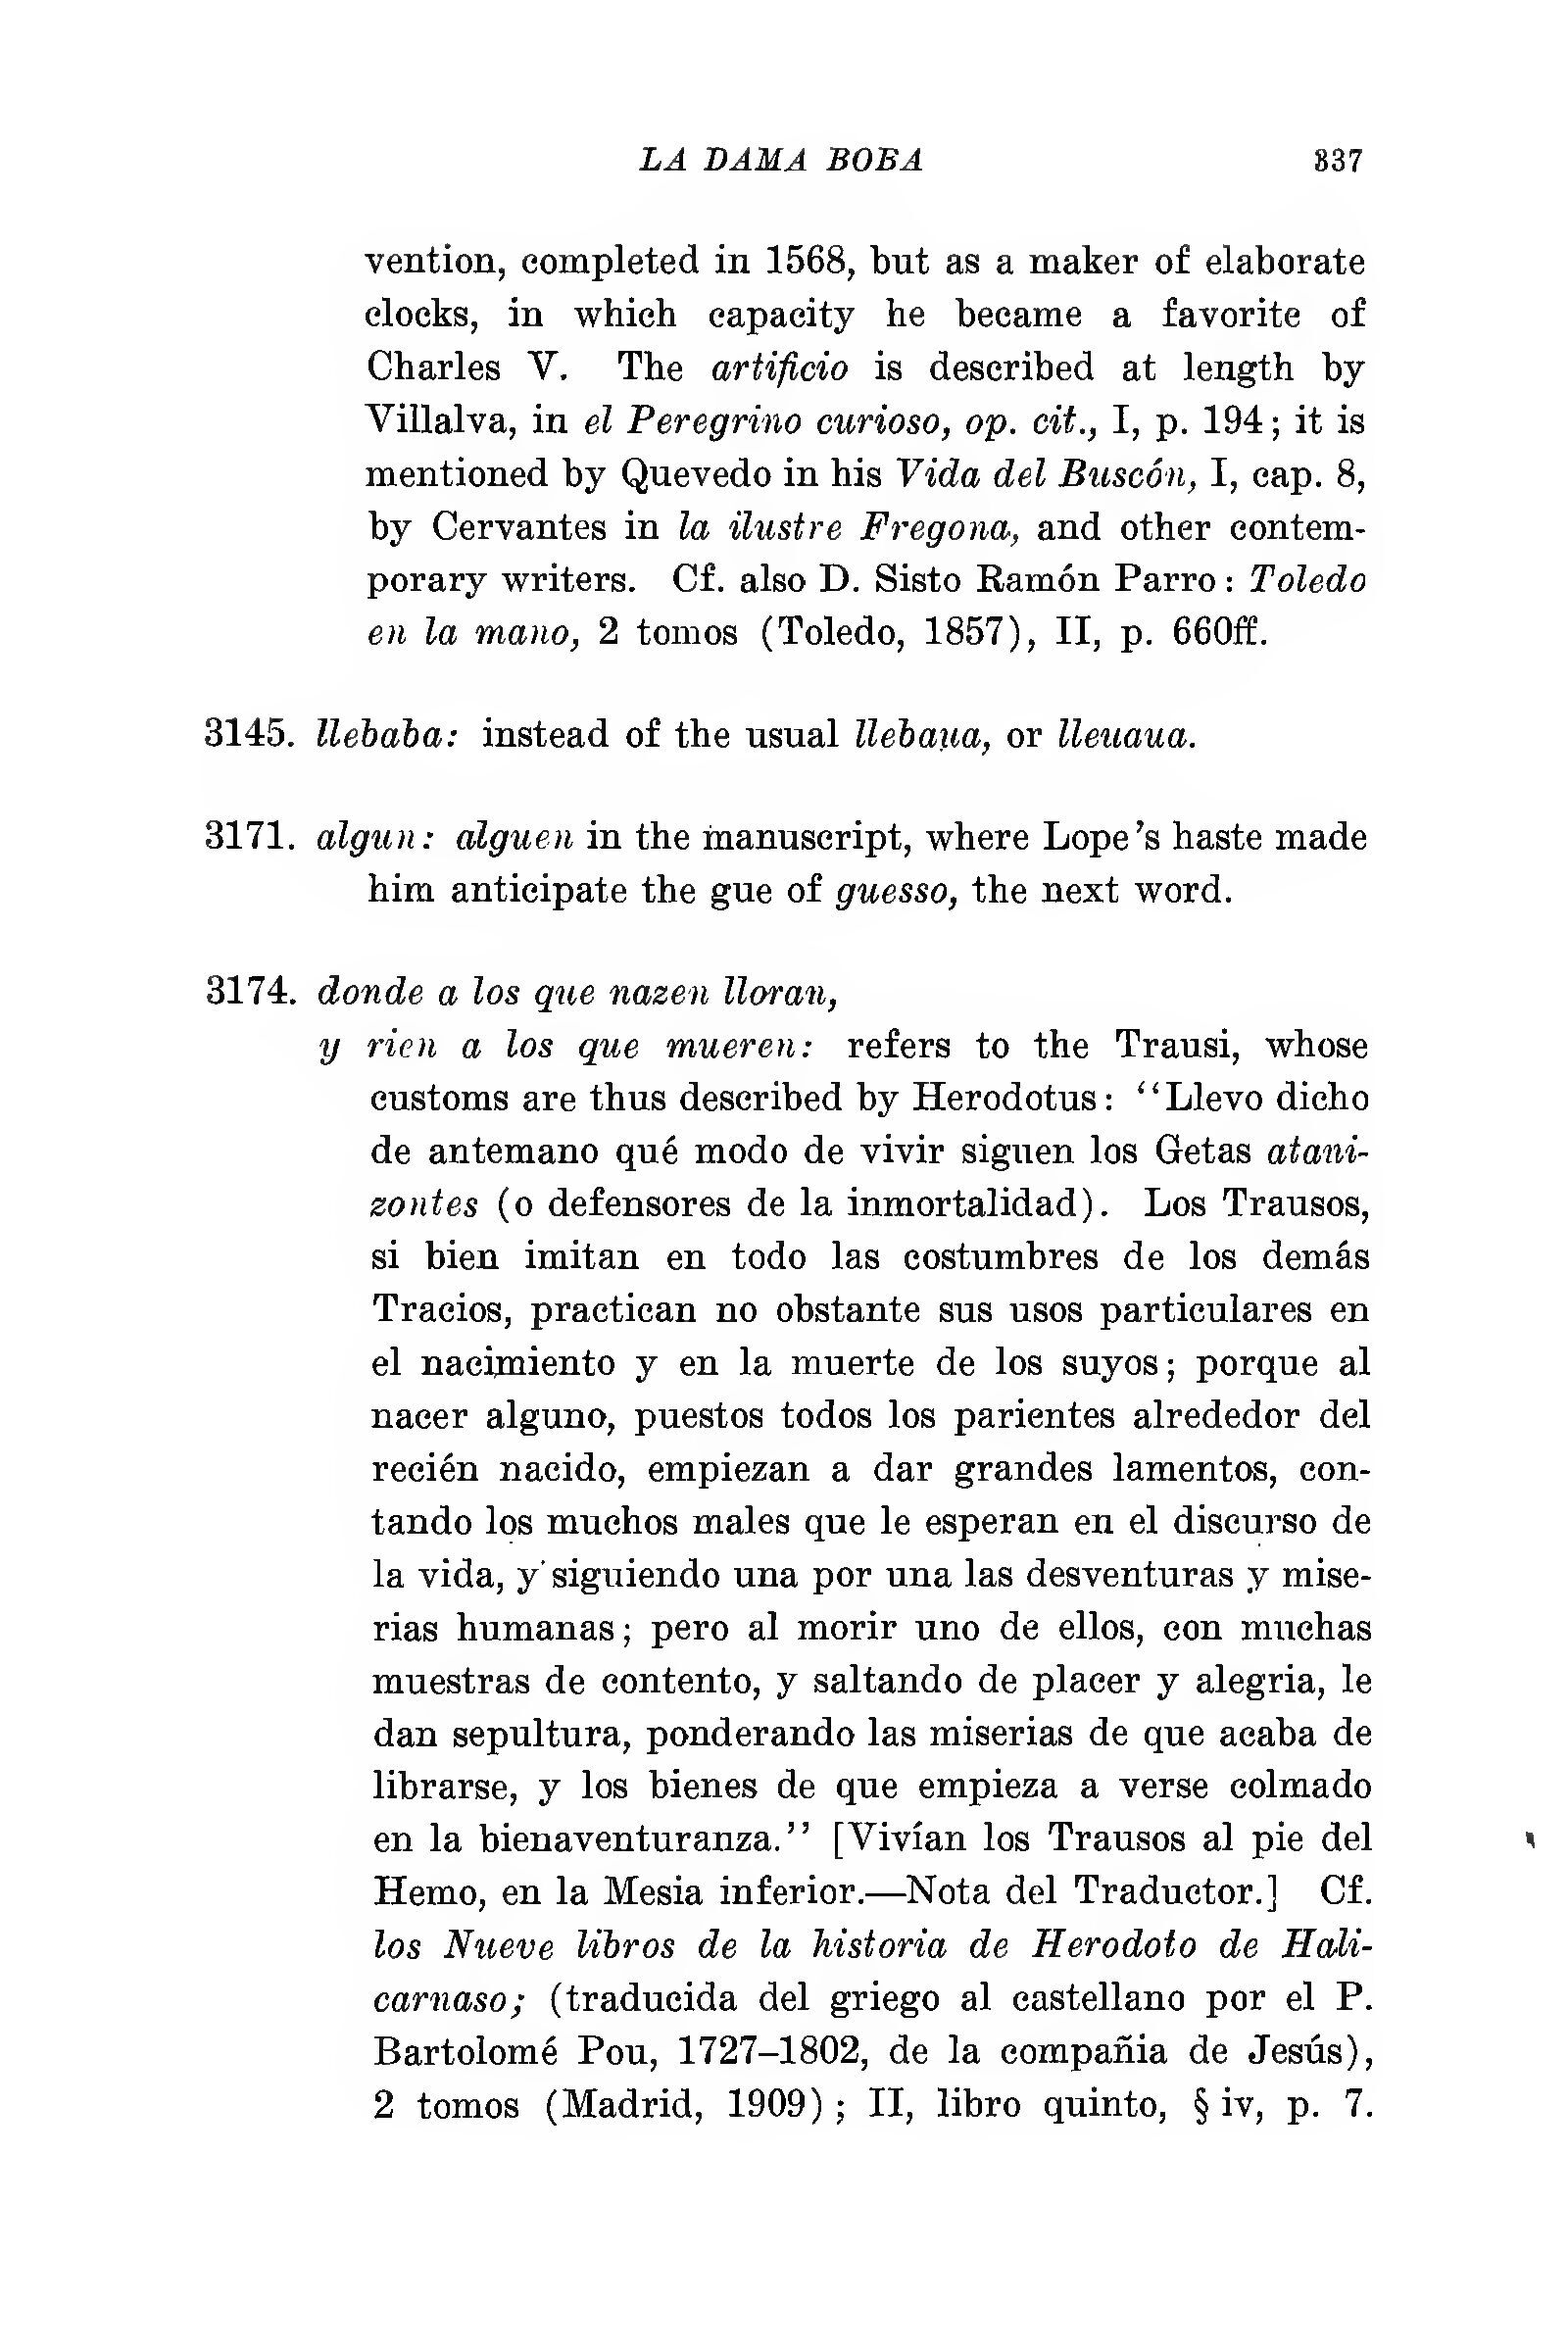 LA DAMA BOBA 337
vention, completed in 1568, but as a maker of elaborate
clocks, in which capacity he became a favorite of
Charles V. The artificio is described at length by
Villalva, in el Peregrino curioso, op. cit., I, p. 194; it is
mentioned by Quevedo in his Vida del Buscón, I, cap. 8,
by Cervantes in la ilustre Fregona, and other contem-
porary writers. Cf. also D. Sisto Ramón Parro: Toledo
en la mano, 2 tomos (Toledo, 1857), II, p. 660ff.
3145. llebaba: instead of the usual llebaua, or lleuaua.
3171. algun: alguen in the manuscript, where Lope's haste made
him anticipate the gue of guesso, the next word.
3174. donde a los que nazen lloran,
y rien a los que mueren: refers to the Trausi, whose
customs are thus described by Herodotus: "Llevo dicho
de antemano qué modo de vivir siguen los Getas atani-
zontes (o defensores de la inmortalidad). Los Trausos,
si bien imitan en todo las costumbres de los demás
Tracios, practican no obstante sus usos particulares en
el nacimiento y en la muerte de los suyos; porque al
nacer alguno, puestos todos los parientes alrededor del
recién nacido, empiezan a dar grandes lamentos, con-
tando los muchos males que le esperan en el discurso de
la vida, y siguiendo una por una las desventuras y mise-
rias humanas; pero al morir uno de ellos, con muchas
muestras de contento, y saltando de placer y alegria, le
dan sepultura, ponderando las miserias de que acaba de
librarse, y los bienes de que empieza a verse colmado
en la bienaventuranza." [Vivían los Trausos al pie del
Hemo, en la Mesia inferior.—Nota del Traductor.] Cf.
los Nueve libros de la historia de Herodoto de Hali-
carnaso; (traducida del griego al castellano por el P.
Bartolomé Pou, 1727–1802, de la compañia de Jesús),
2 tomos (Madrid, 1909); II, libro quinto, § iv, p. 7.